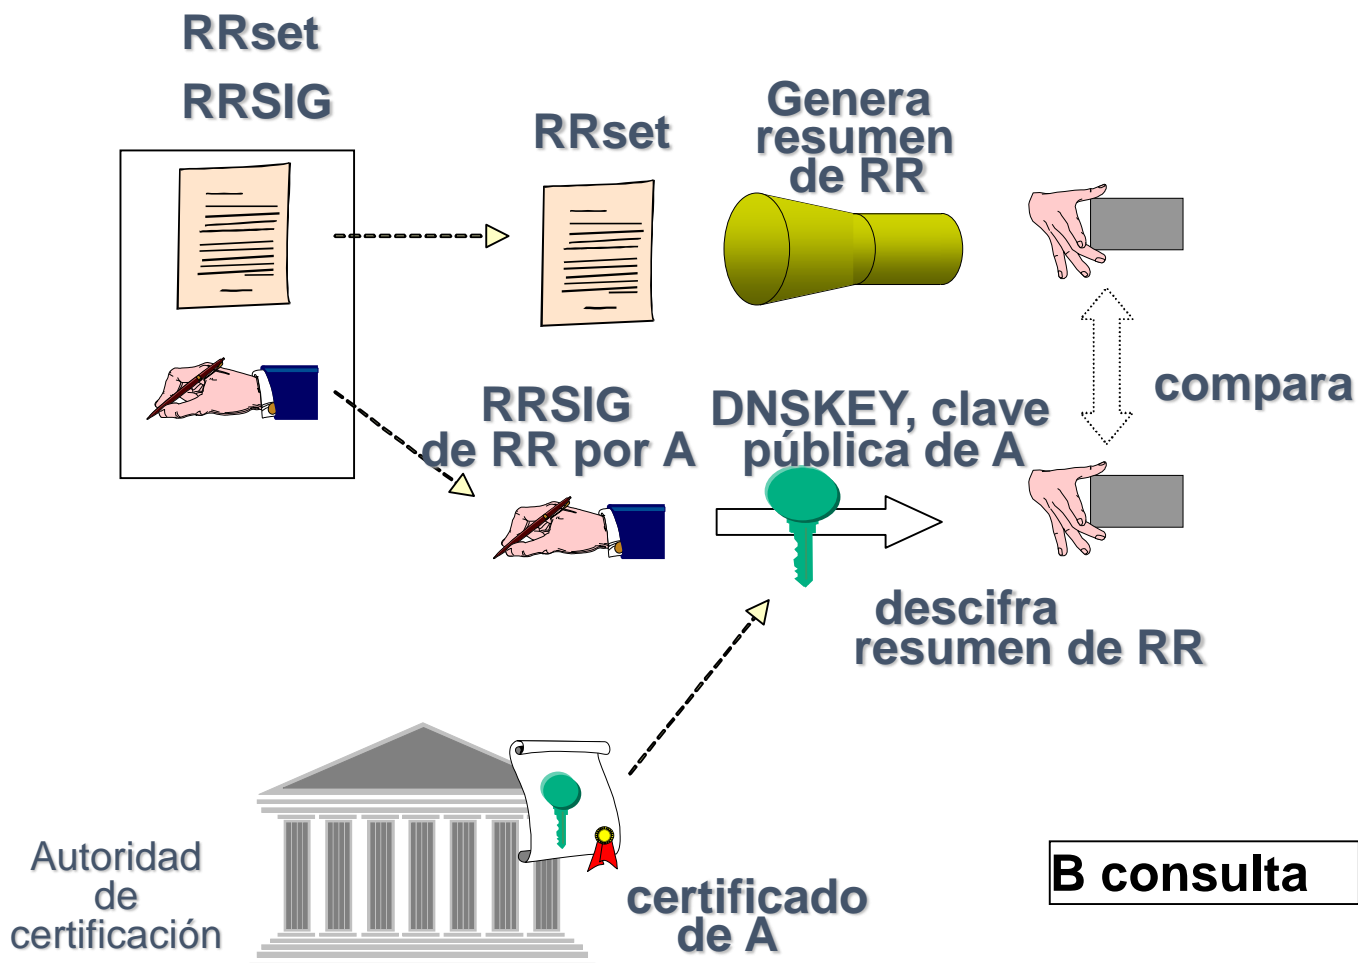 RRset
RRSIG
RRset
Genera
resumen
de RR
RRSIG
de RR por A
DNSKEY, clave
pública de A
compara
descifra
resumen de RR
Autoridad
de
certificación
certificado
de A
B consulta